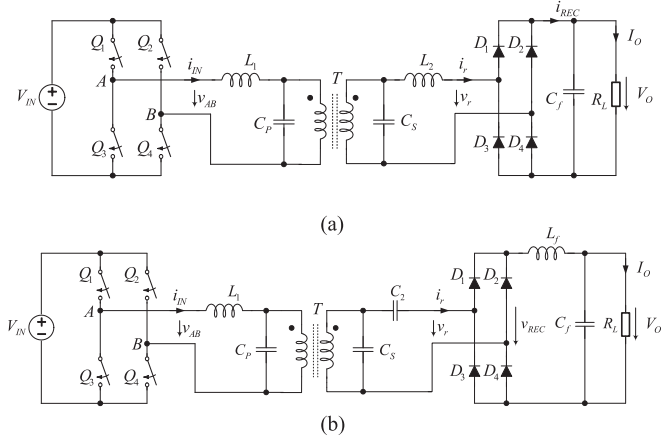 Q1 Q2 iIN L1 T L2 ir D1 D2 iREC IO
VIN A vAB CP CS vr Cf RL VO
B
Q3 Q4 D3 D4
(a)
Q1 Q2 iIN L1 T C2 ir D1 D2 Lf IO
VIN A vAB CP CS vr vREC Cf RL VO
B
Q3 Q4 D3 D4
(b)